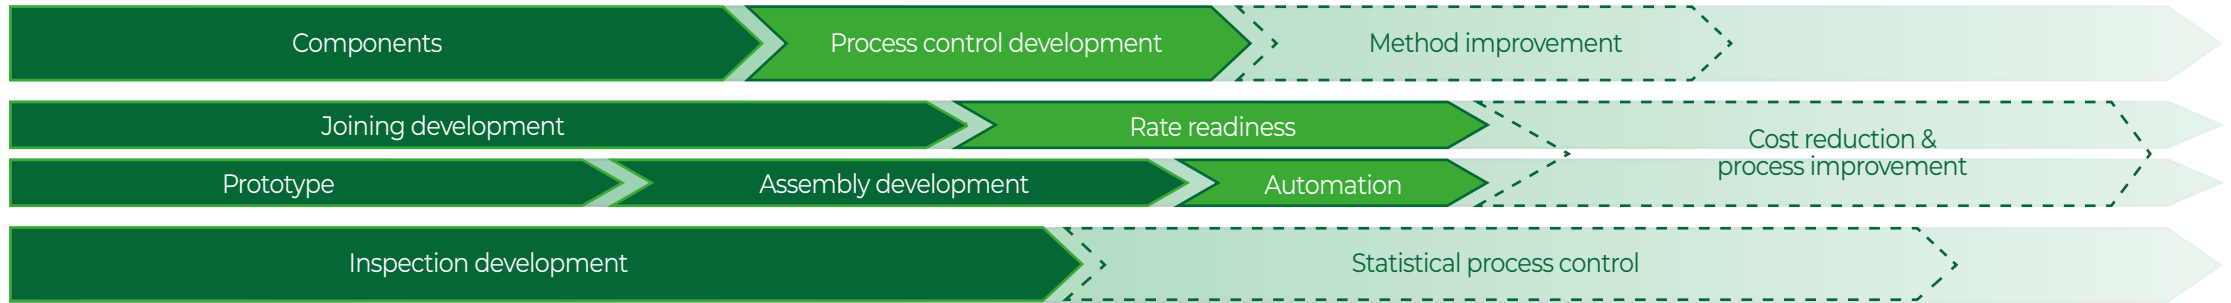 Components
Process control development
Method improvement
Joining development
Rate readiness
Cost reduction &
process improvement
Prototype
Assembly development
Automation
Inspection development
Statistical process control